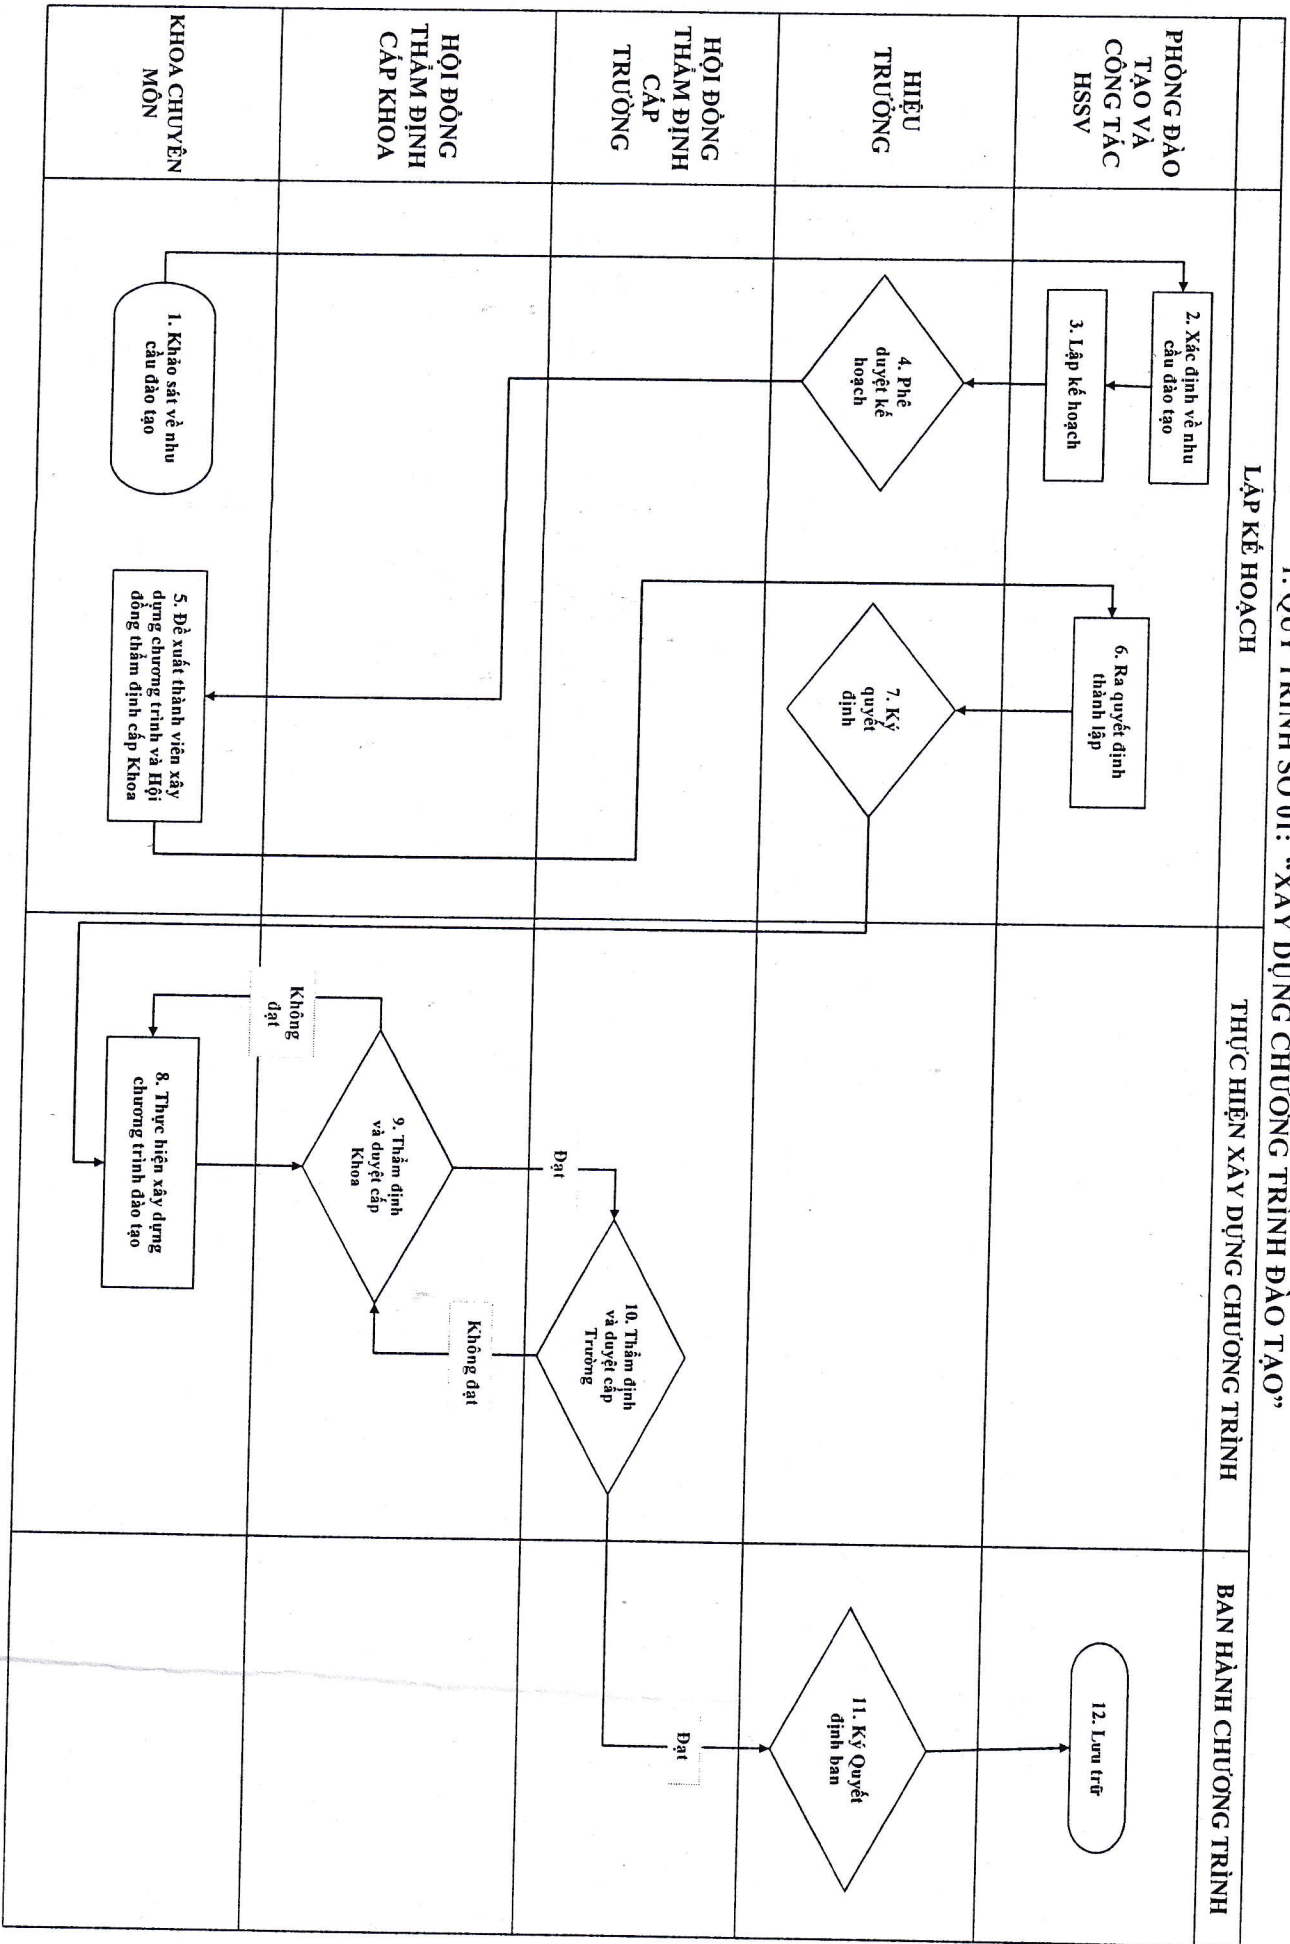 1. QUY TRÌNH SỐ 01: “XÂY DỰNG CHƯƠNG TRÌNH ĐÀO TẠO”
LẬP KẾ HOẠCH
THỰC HIỆN XÂY DỰNG CHƯƠNG TRÌNH
BAN HÀNH CHƯƠNG TRÌNH
PHÒNG ĐÀO
TẠO VÀ
CÔNG TÁC
HSSV
2. Xác định về nhu
cầu đào tạo
3. Lập kế hoạch
6. Ra quyết định
thành lập
12. Lưu trữ
HIỆU
TRƯỞNG
4. Phê
duyệt kế
hoạch
7. Ký
quyết
định
11. Ký Quyết
định ban
HỘI ĐỒNG
THẨM ĐỊNH
CẤP
TRƯỜNG
Đạt
10. Thẩm định
và duyệt cấp
Trường
Đạt
HỘI ĐỒNG
THẨM ĐỊNH
CẤP KHOA
Không
đạt
9. Thẩm định
và duyệt cấp
Khoa
Không đạt
KHOA CHUYÊN
MÔN
1. Khảo sát về nhu
cầu đào tạo
5. Đề xuất thành viên xây
dựng chương trình và Hội
đồng thẩm định cấp Khoa
8. Thực hiện xây dựng
chương trình đào tạo